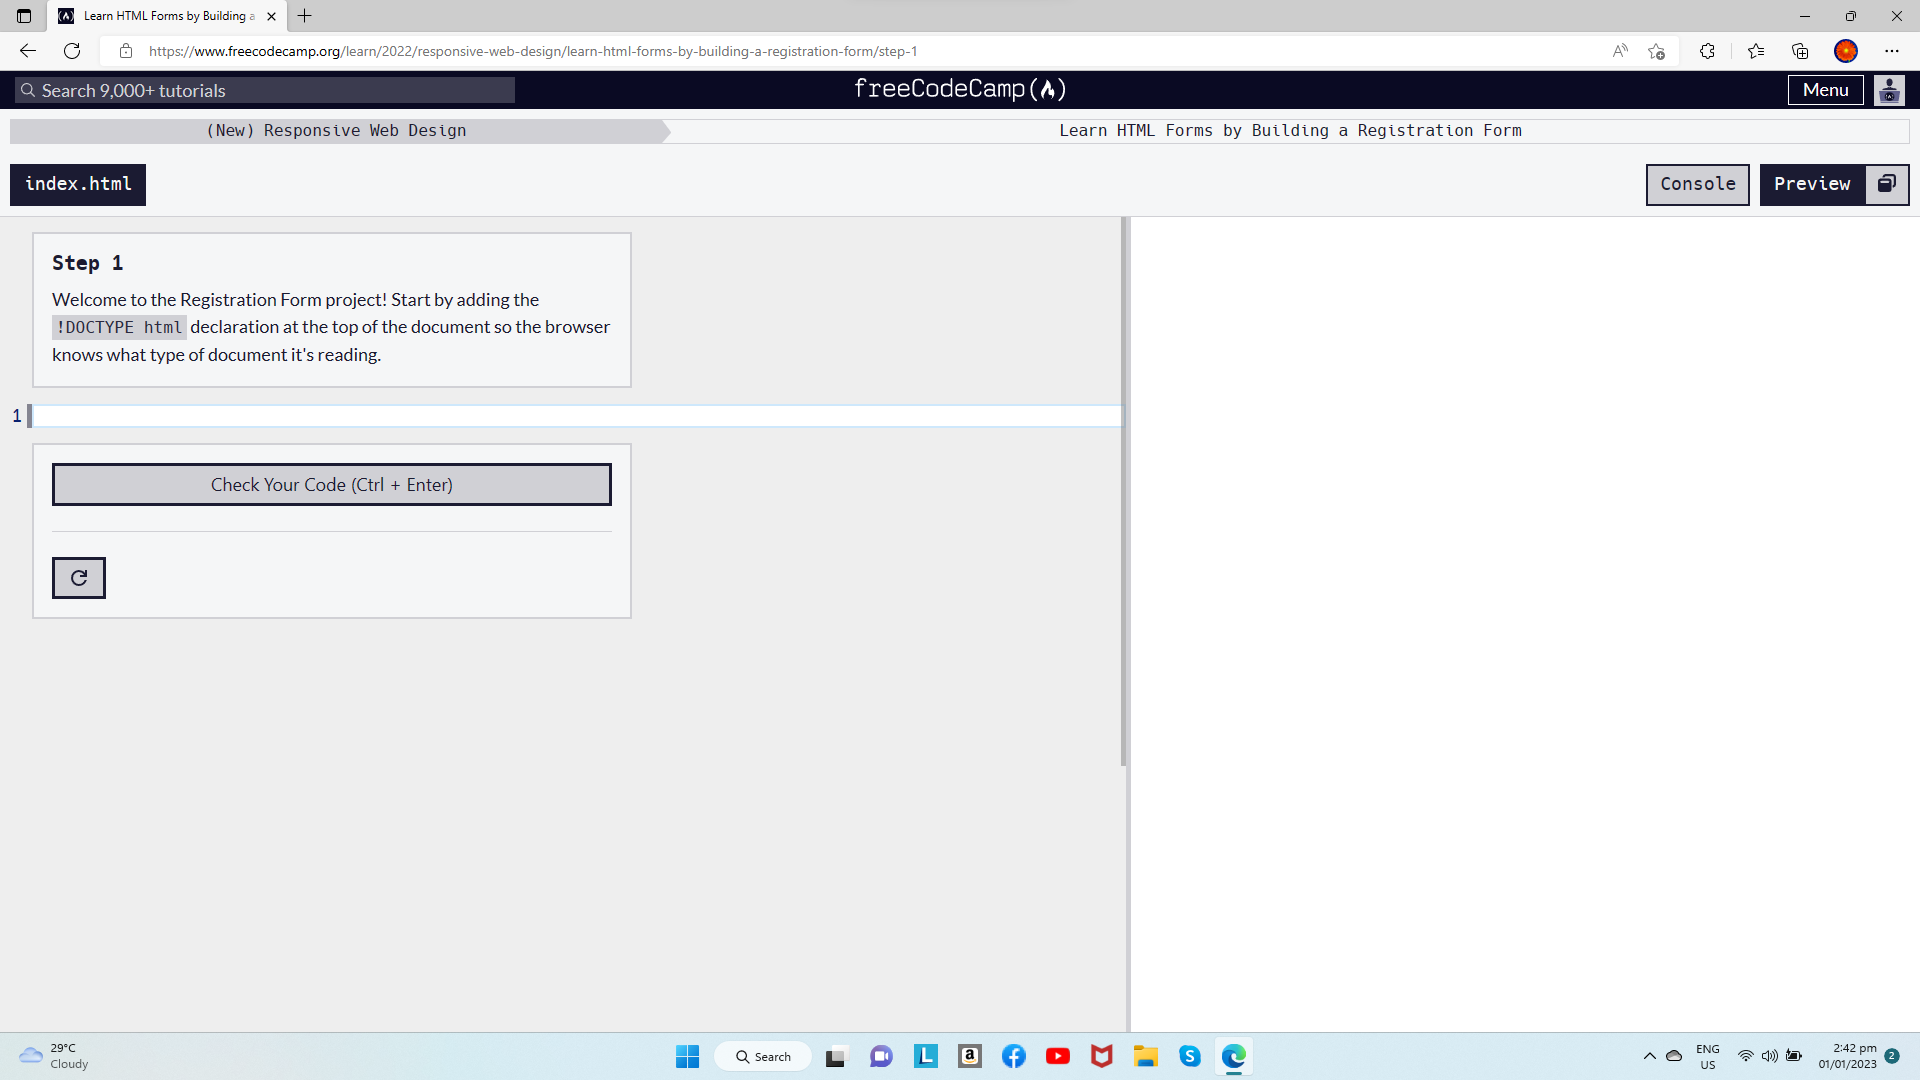 Learn HTML Forms by Building a
https://www.freecodecamp.org/learn/2022/responsive-web-design/learn-html-forms-by-building-a-registration-form/step-1
Search 9,000+ tutorials
freeCodeCamp
Menu
(New) Responsive Web Design
Learn HTML Forms by Building a Registration Form
index.html
Console
Preview
Step 1
Welcome to the Registration Form project! Start by adding the
!DOCTYPE html declaration at the top of the document so the browser
knows what type of document it's reading.
1
Check Your Code (Ctrl + Enter)
29°C
Cloudy
Search
ENG
US
2:42 pm
01/01/2023
2